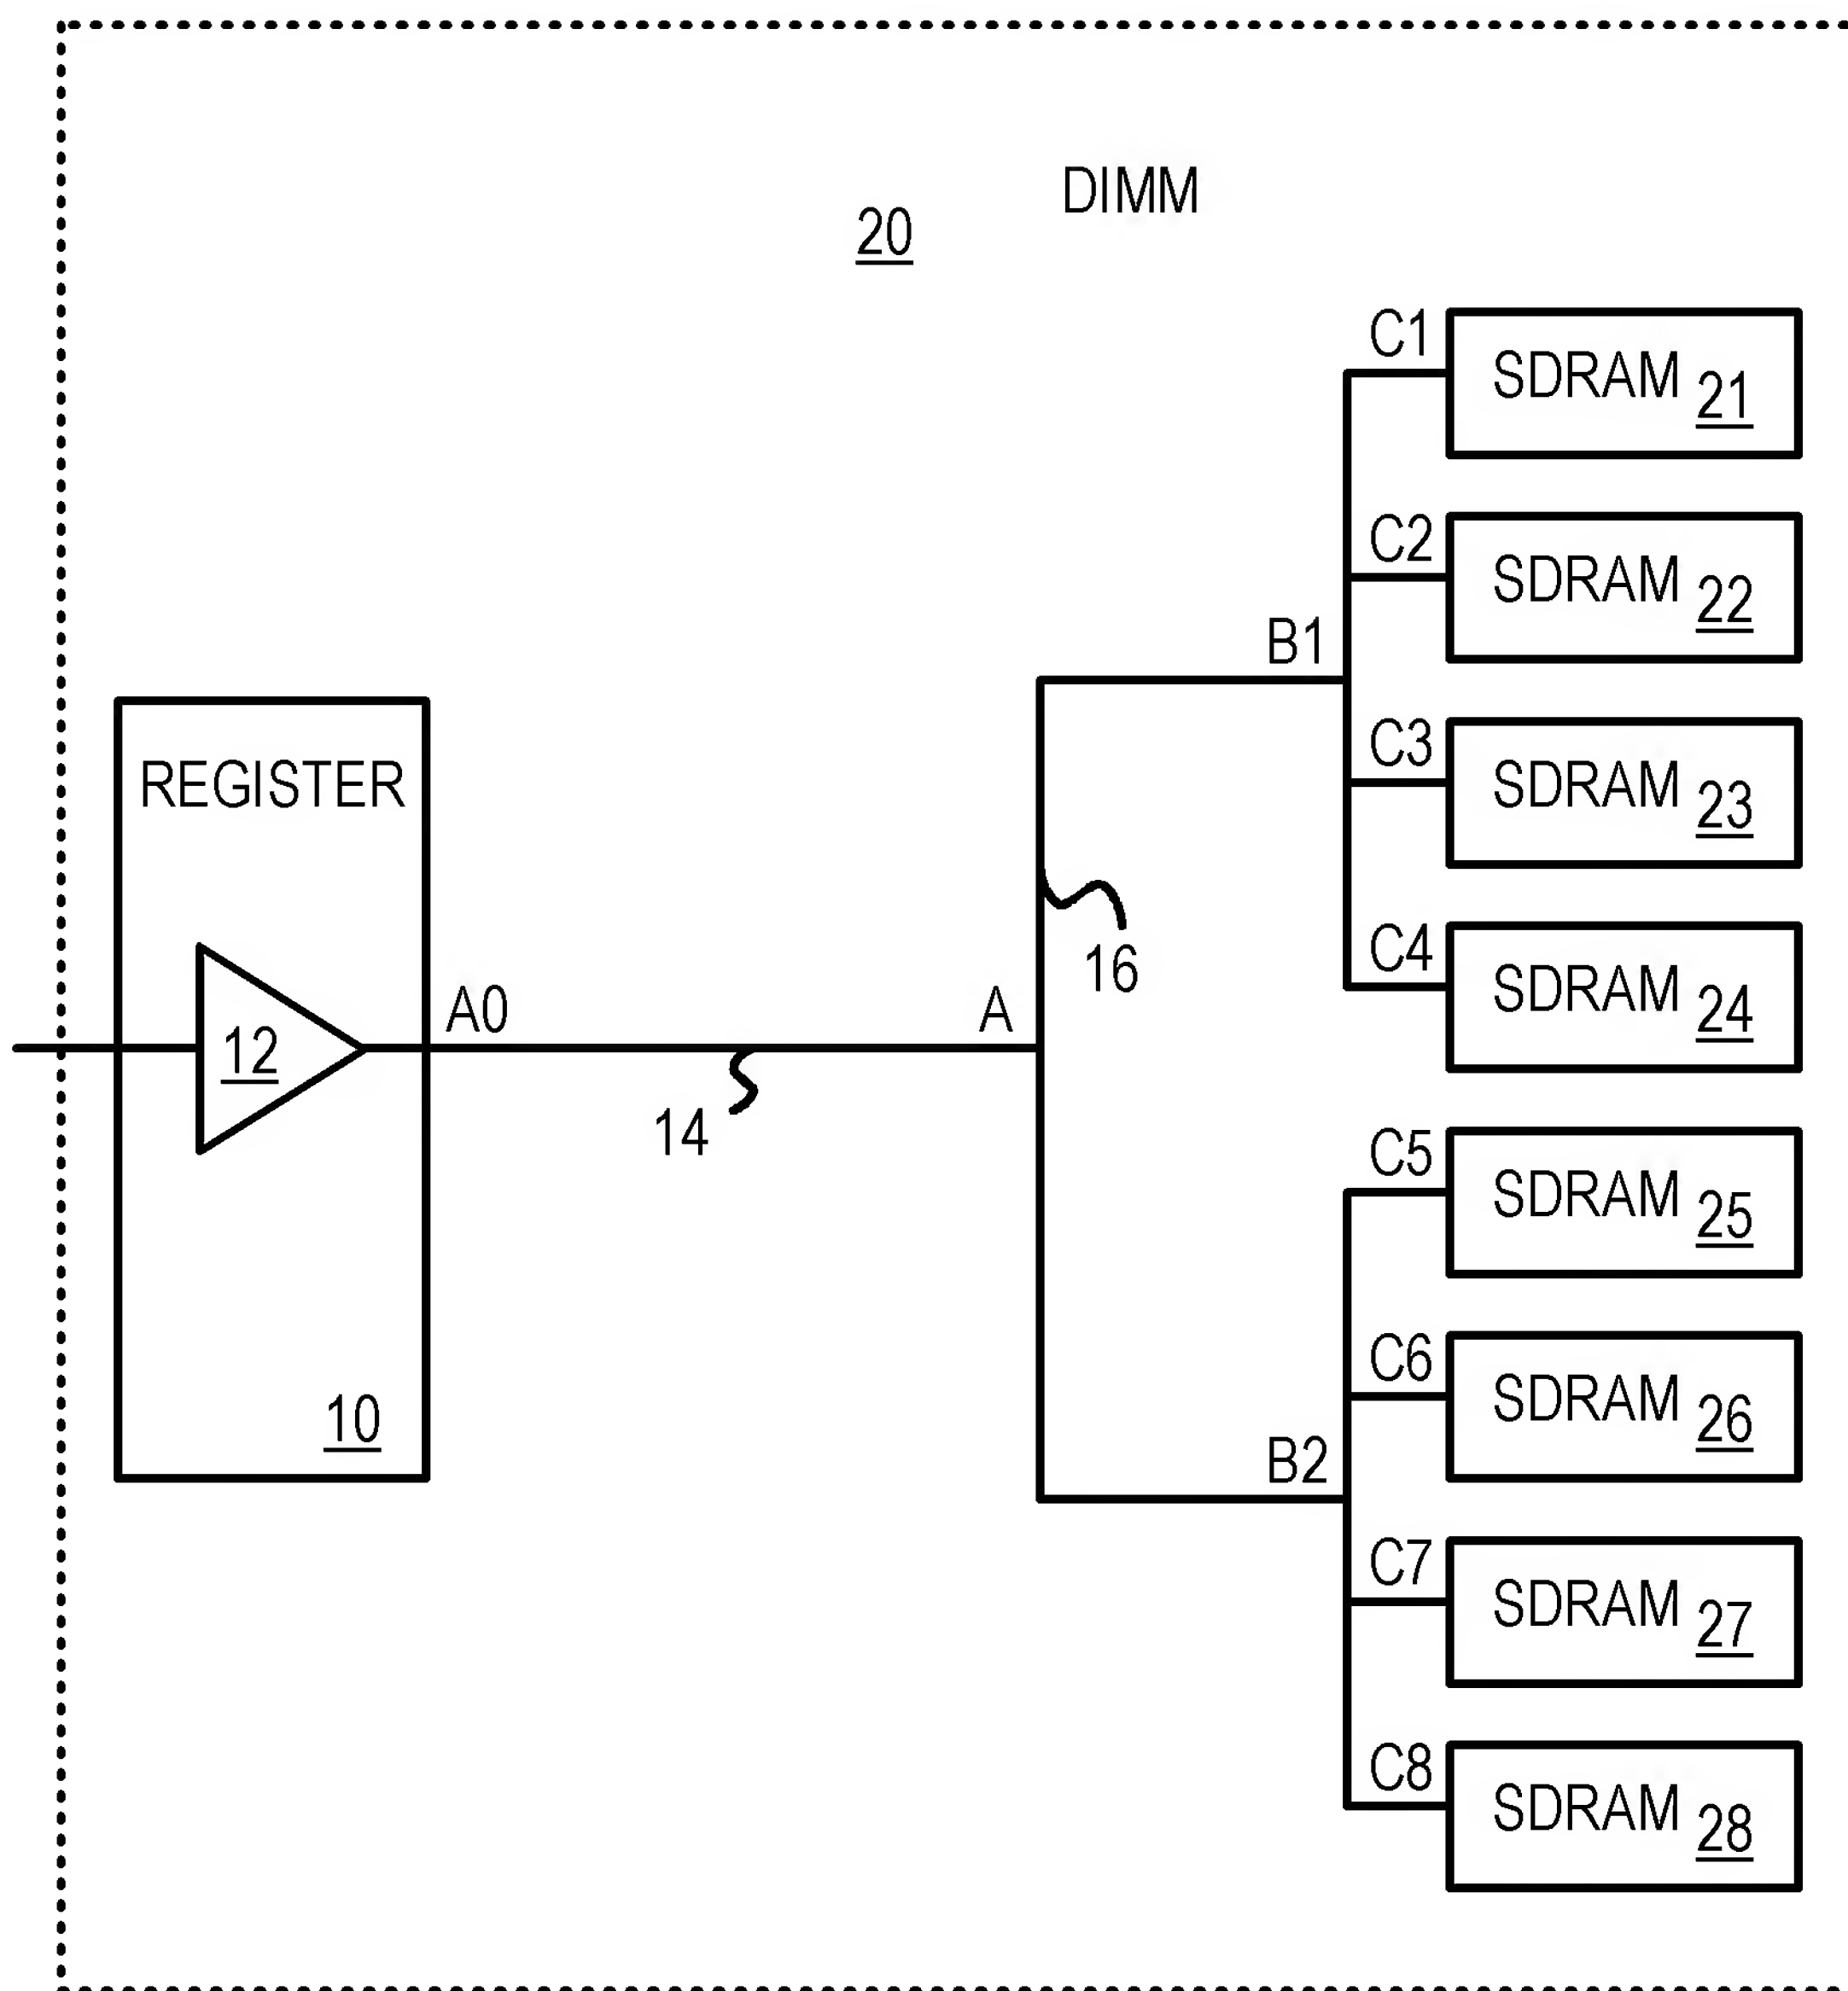 DIMM
20
C1
SDRAM 21
C2
SDRAM 22
B1
C3
SDRAM 23
REGISTER
C4
SDRAM 24
16
A0
A
12
14
C5
SDRAM 25
C6
SDRAM 26
10
B2
C7
SDRAM 27
C8
SDRAM 28